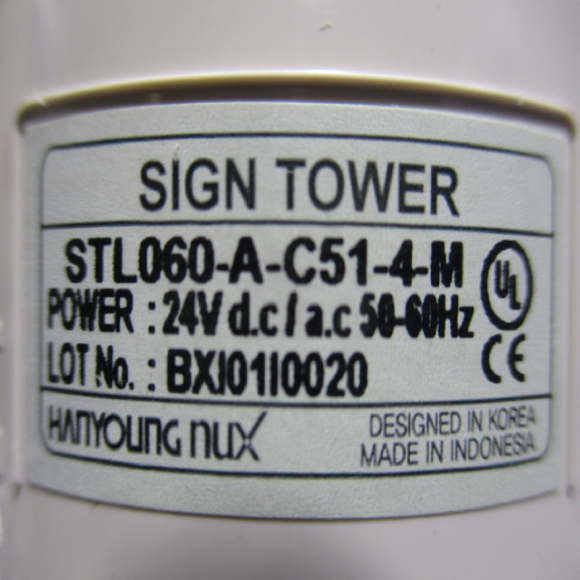 SIGN TOWER
STL060-A-C51-4-M
UL
POWER : 24V d.c / a.c 50-60Hz
CE
LOT No. : BXI01I0020
HANYOUNG NUX
DESIGNED IN KOREA
MADE IN INDONESIA